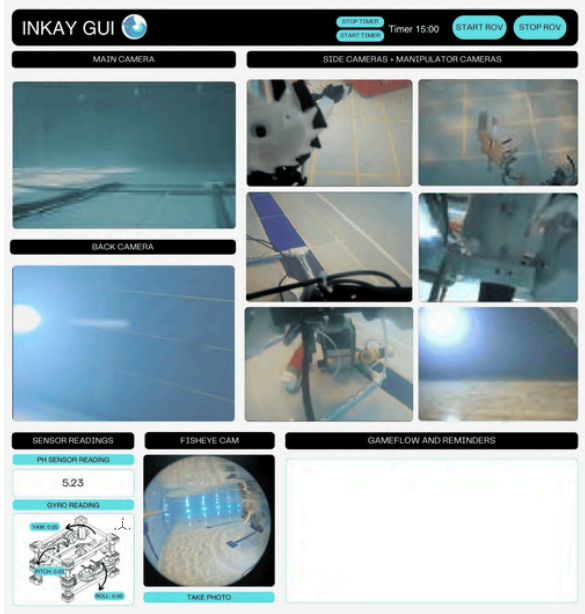 INKAY GUI
STOP TIMER
START TIMER
Timer 15:00
START ROV
STOP ROV
MAIN CAMERA
SIDE CAMERAS + MANIPULATOR CAMERAS
BACK CAMERA
SENSOR READINGS
FISHEYE CAM
GAMEFLOW AND REMINDERS
PH SENSOR READING
5.23
GYRO READING
YAW: 0.05
PITCH: 0.03
ROLL: 0.00
TAKE PHOTO